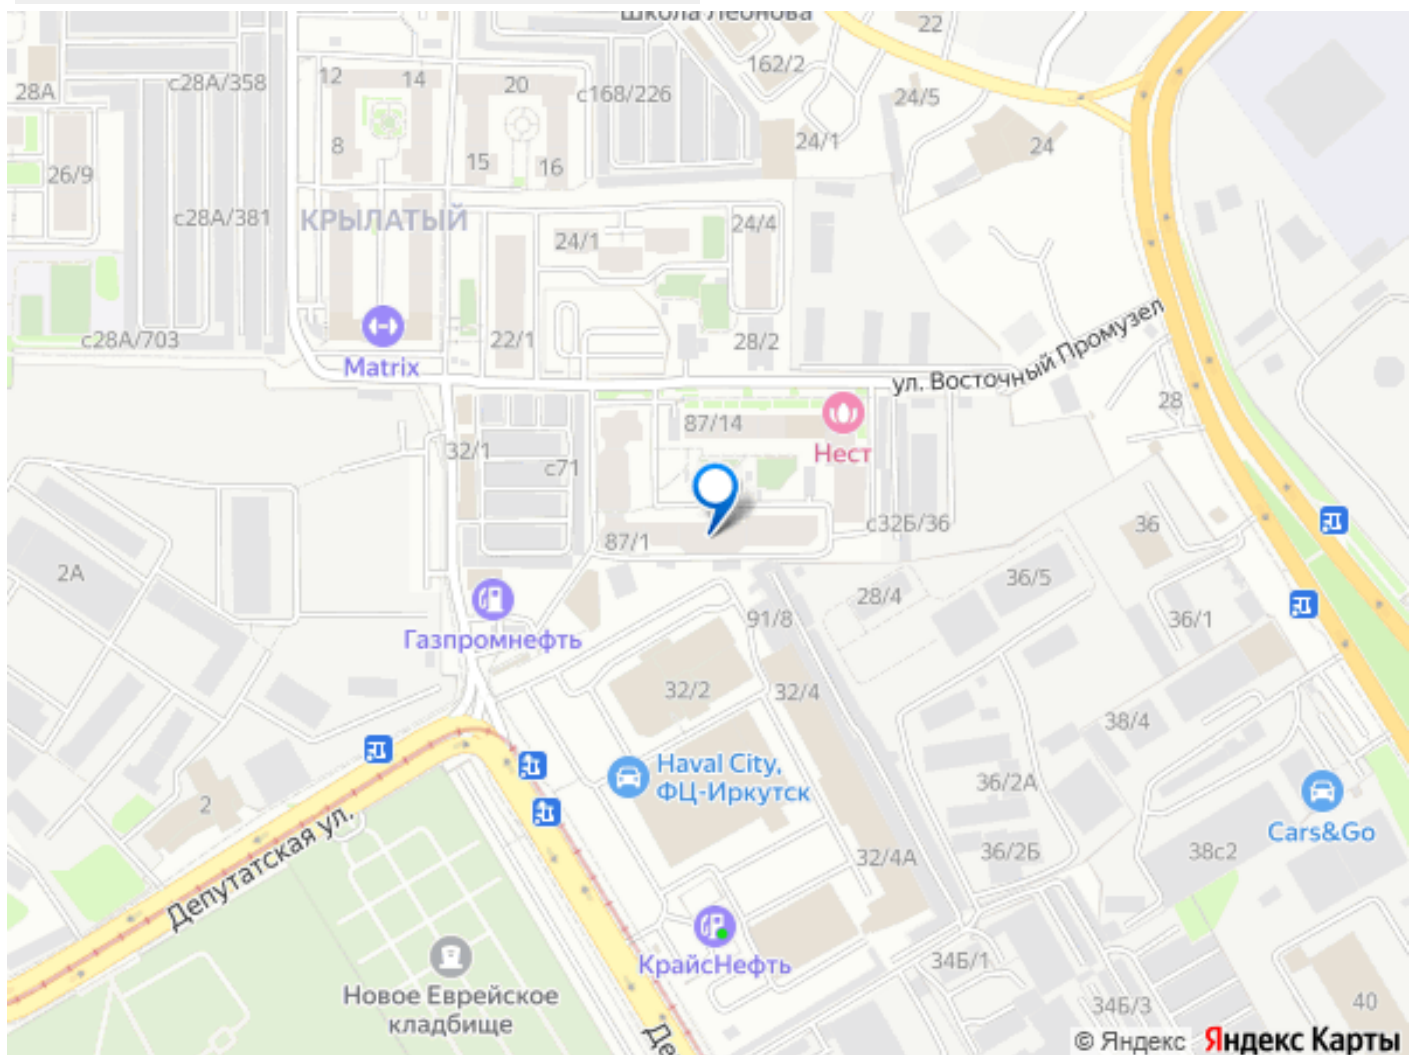 Школа Леонова
22
162/2
с28А/358
12
14
20
с168/226
28А
24/5
24/1
24
8
15
16
26/9
с28А/381
КРЫЛАТЫЙ
24/1
24/4
с28А/703
22/1
28/2
Matrix
ул. Восточный Промузел
28
87/14
32/1
с71
Нест
с32Б/36
36
87/1
2А
36/5
28/4
91/8
36/1
Газпромнефть
32/2
32/4
38/4
Haval City,
ФЦ-Иркутск
36/2А
2
Cars&Go
Депутатская ул.
32/4А
36/2Б
38с2
КрайсНефть
34Б/1
Новое Еврейское
кладбище
34Б/3
40
Де
© Яндекс Яндекс Карты